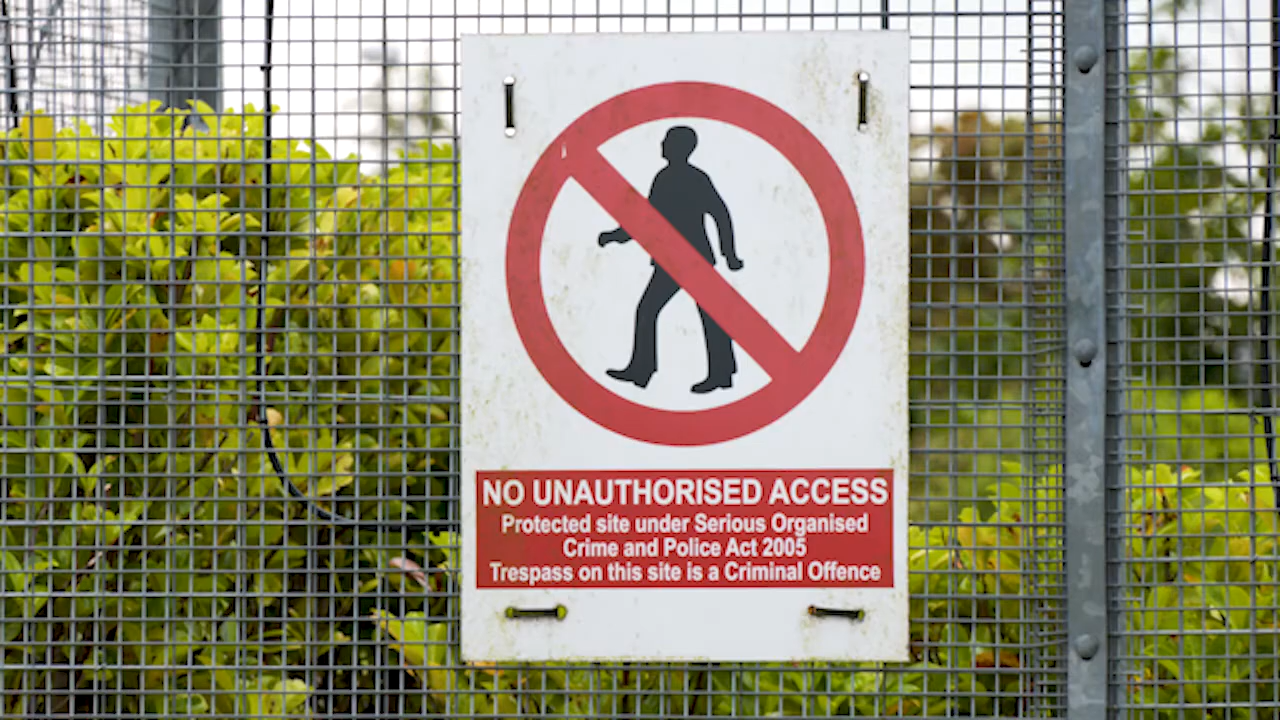 NO UNAUTHORISED ACCESS
Protected site under Serious Organised
Crime and Police Act 2005
Trespass on this site is a Criminal Offence